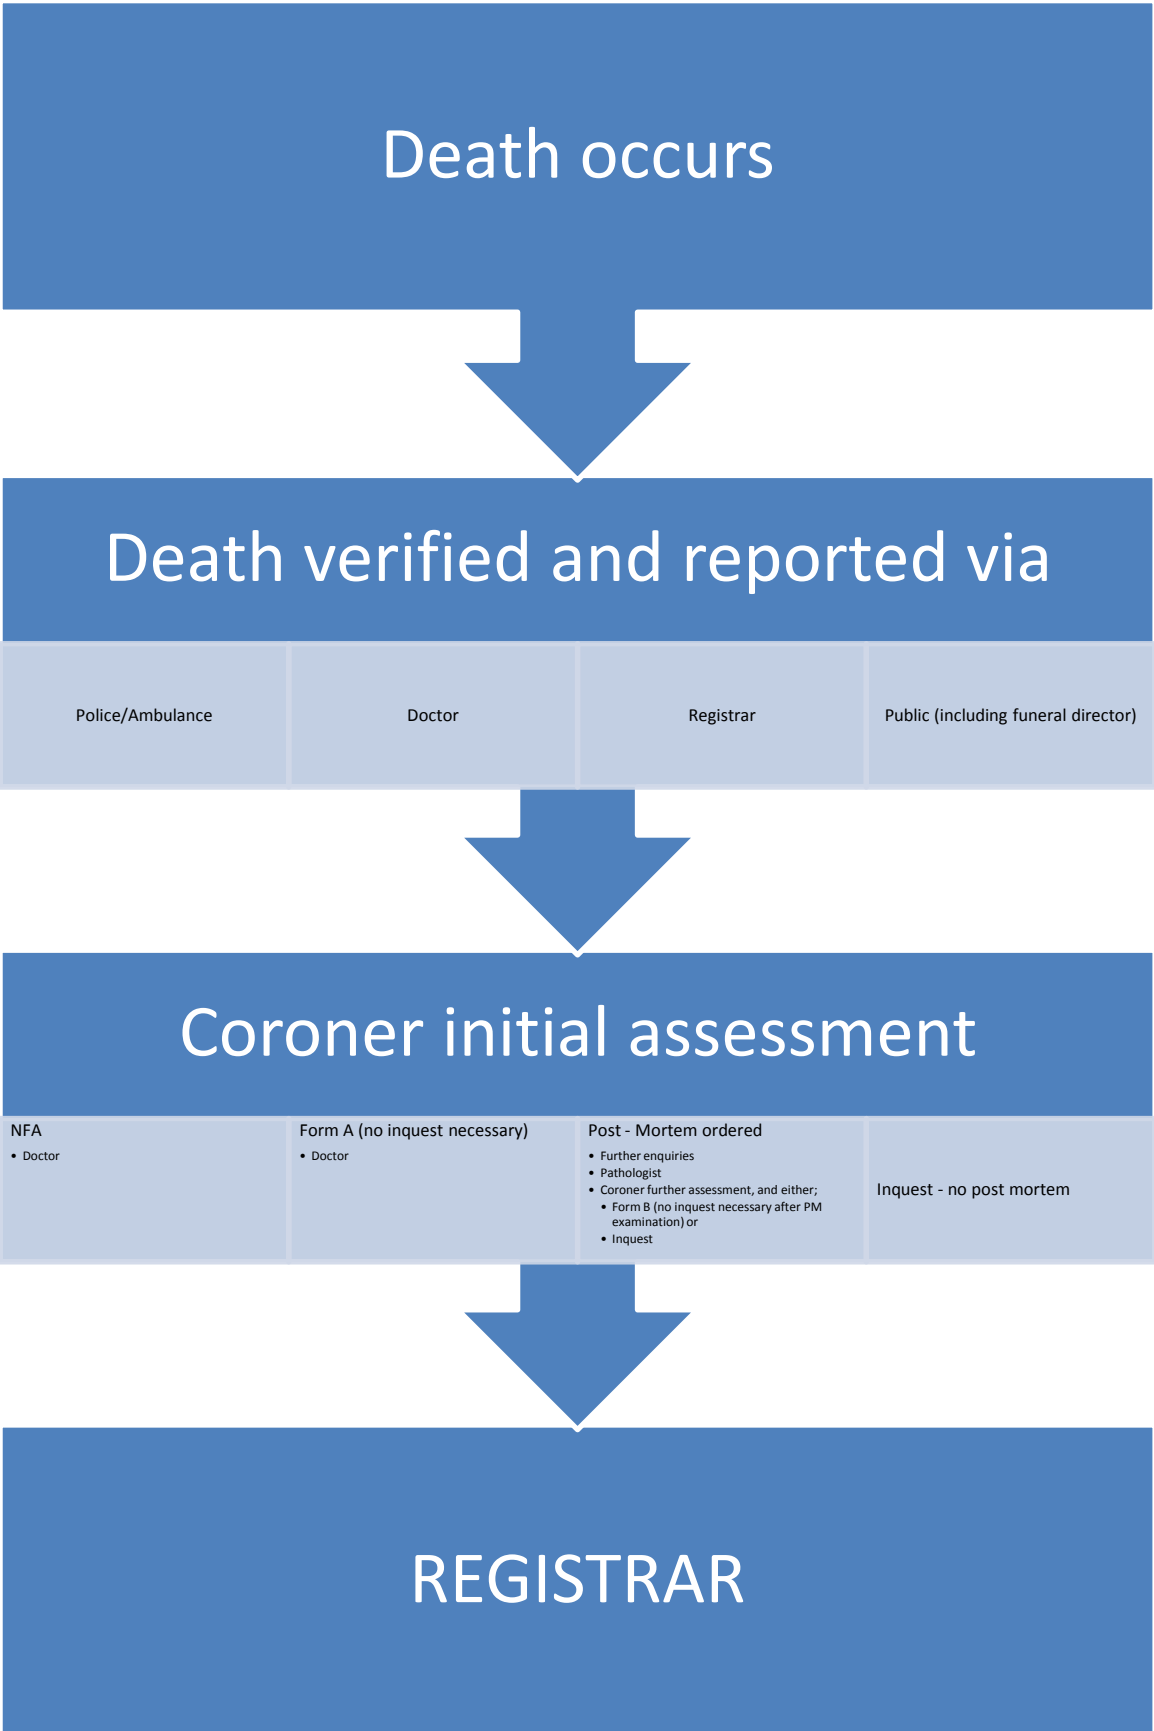 Death occurs
Death verified and reported via
Police/Ambulance
Doctor
Registrar
Public (including funeral director)
Coroner initial assessment
NFA
• Doctor
Form A (no inquest necessary)
• Doctor
Post - Mortem ordered
• Further enquiries
• Pathologist
• Coroner further assessment, and either;
• Form B (no inquest necessary after PM
examination) or
• Inquest
Inquest - no post mortem
REGISTRAR